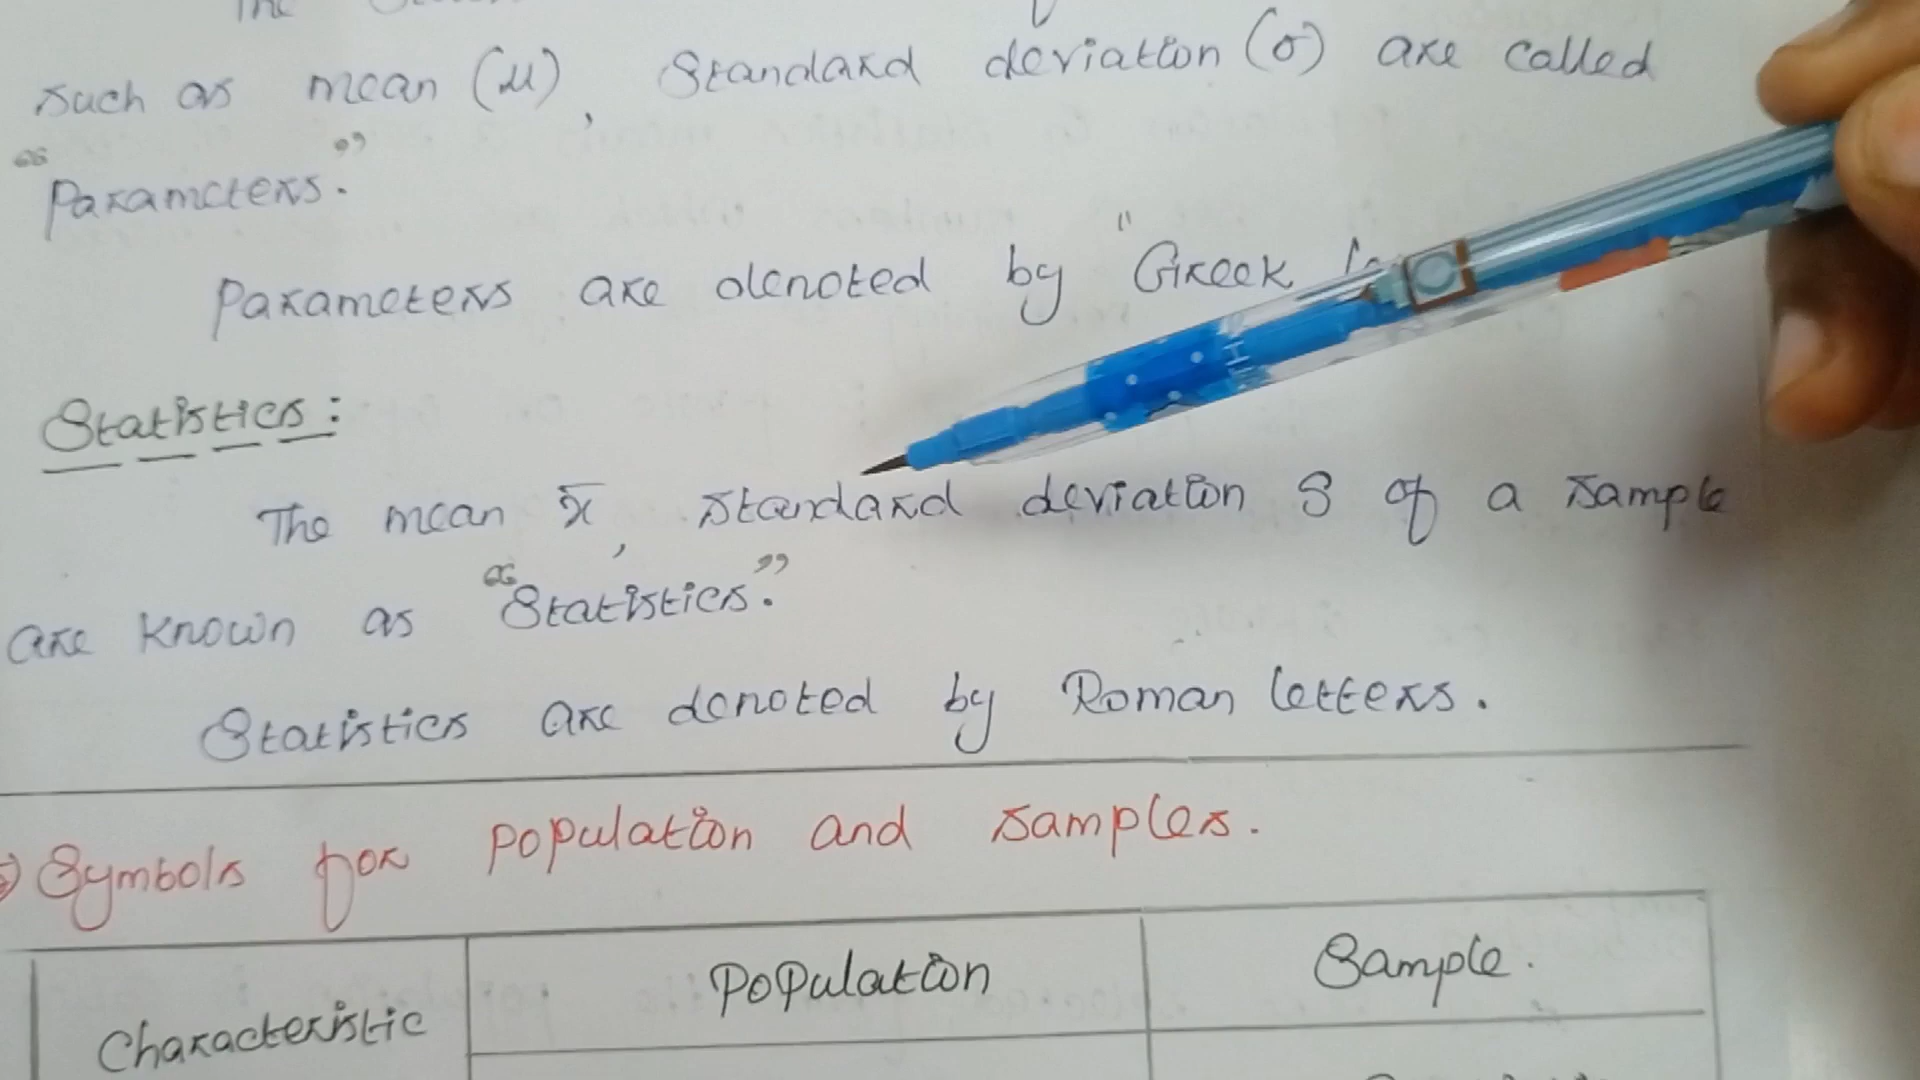 The
such as mean (μ), Standard deviation (σ) are called
"Parameters."
Parameters are denoted by "Greek
Statistics:
The mean x̄, standard deviation S of a sample
are known as "Statistics."
Statistics are denoted by Roman letters.
Symbols for population and samples.
Characteristic Population Sample.